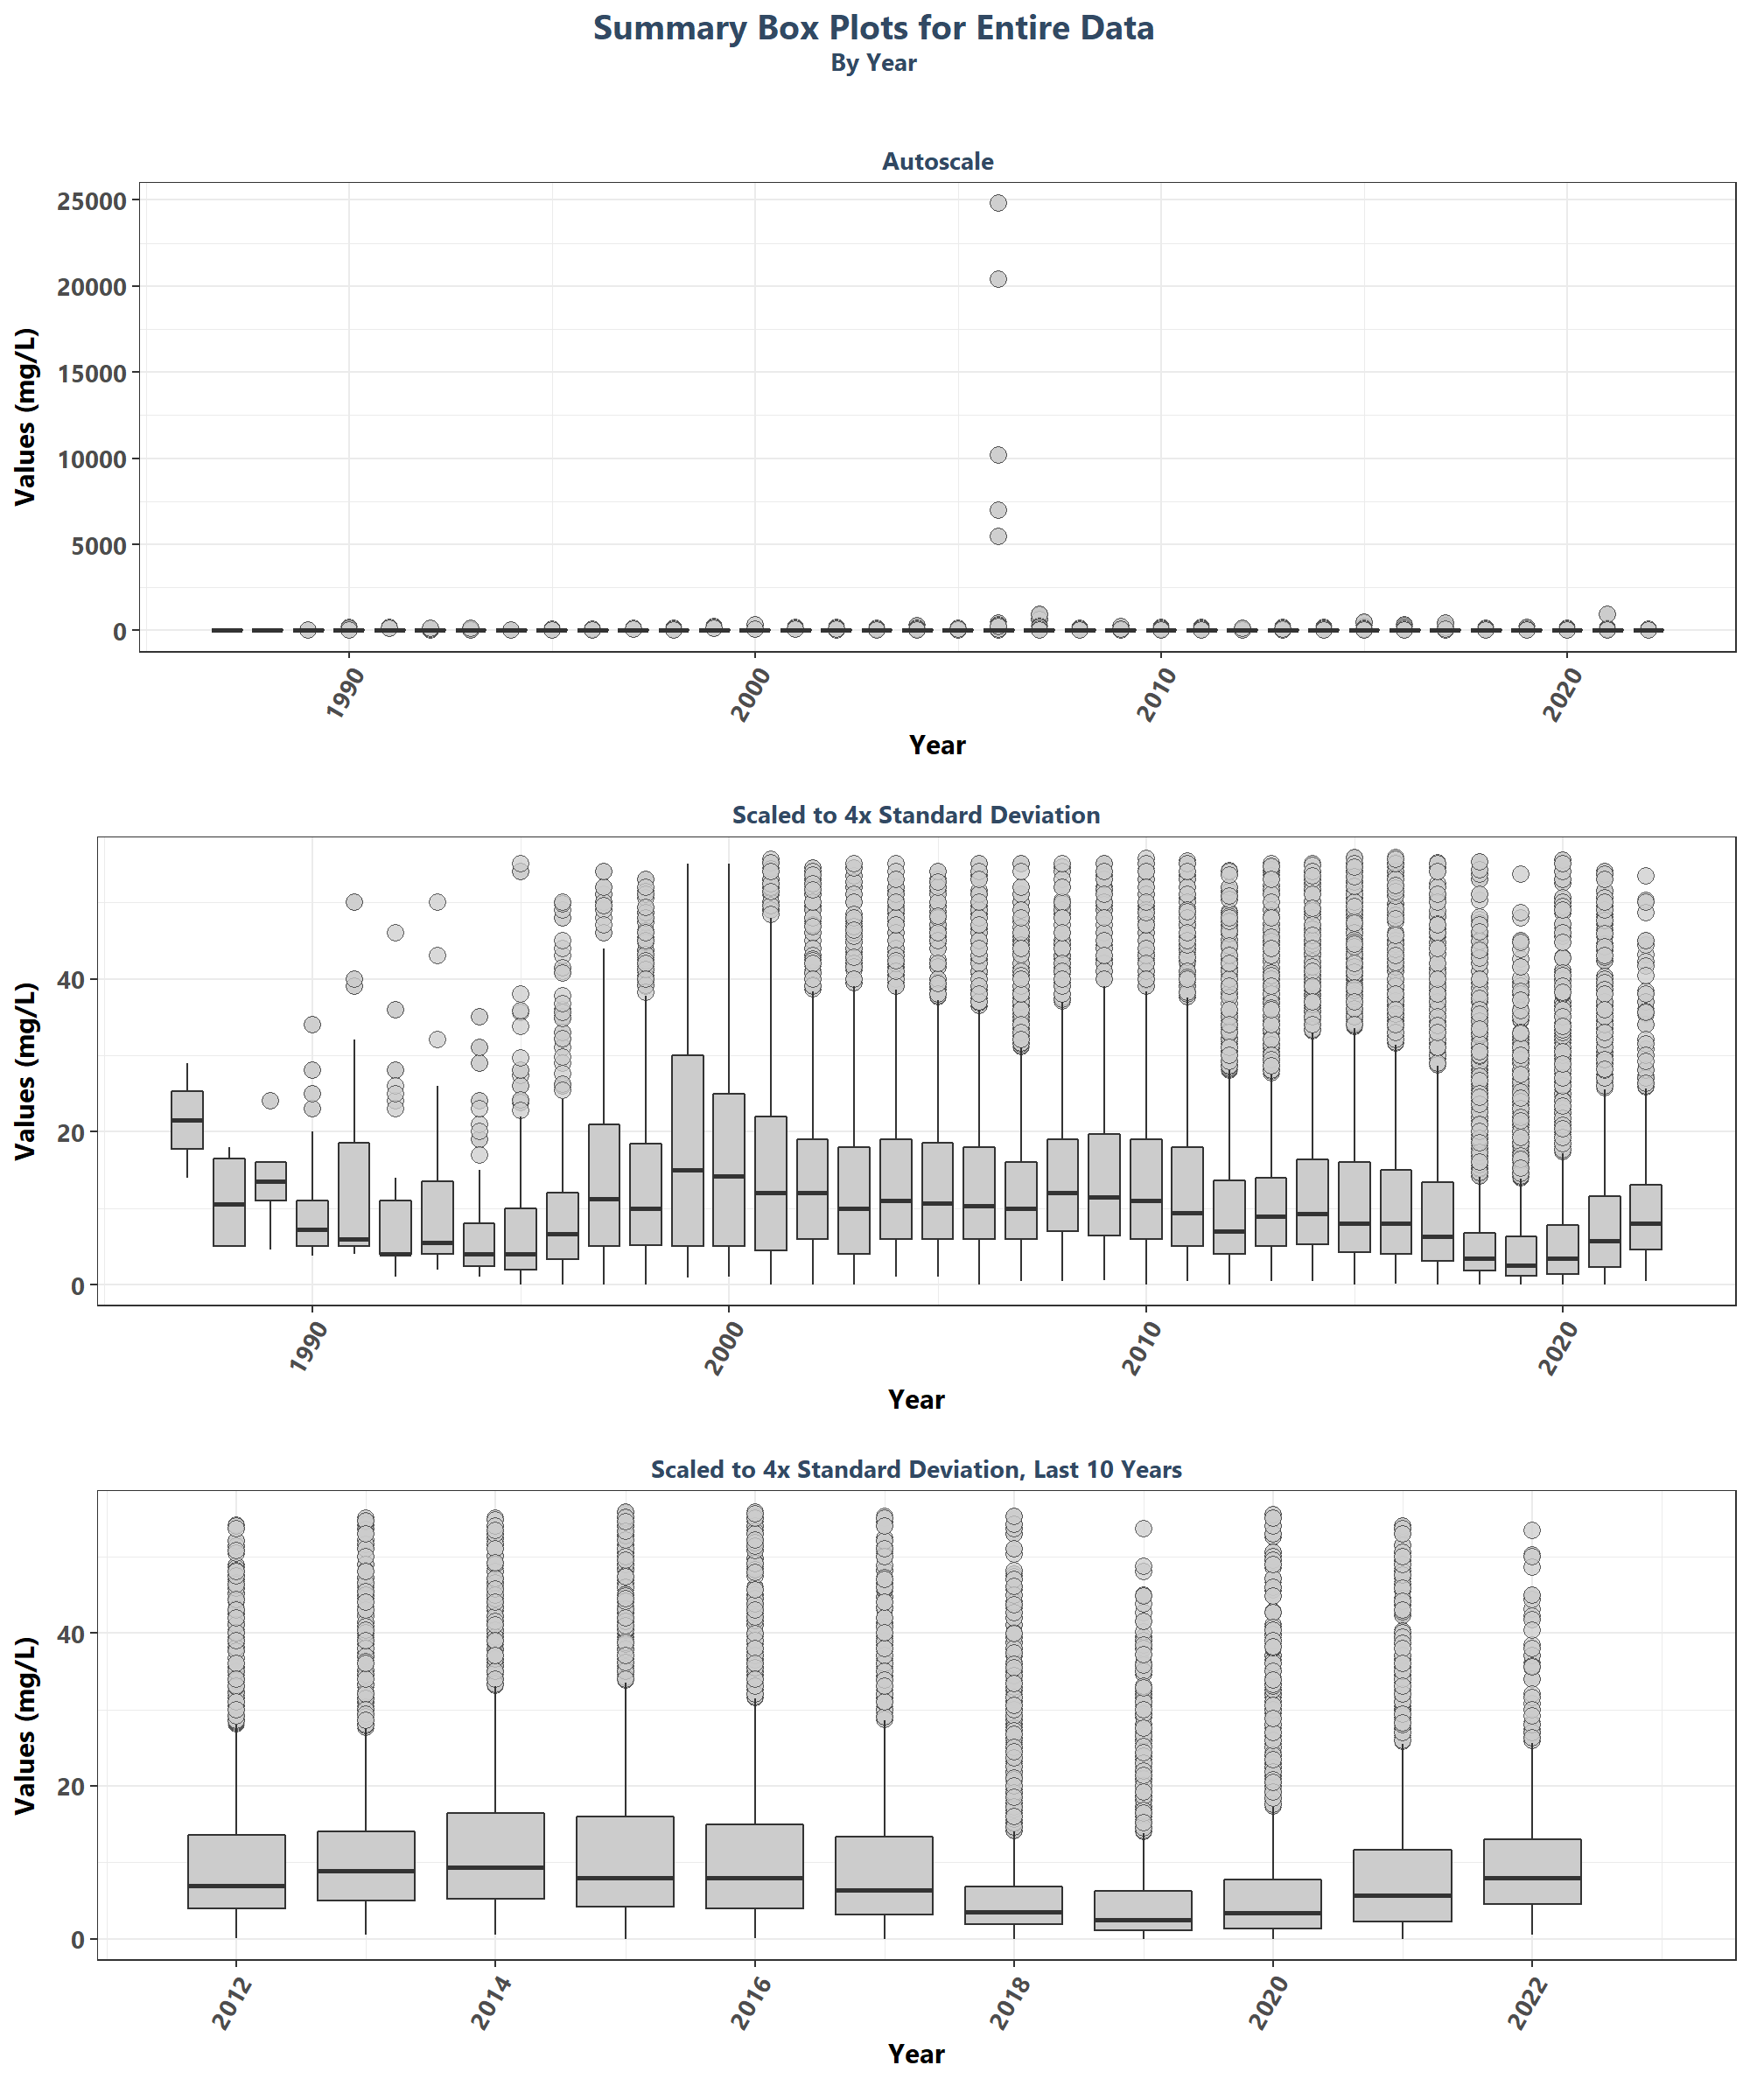 Summary Box Plots for Entire Data
By Year
Autoscale
Values (mg/L)
25000
20000
15000
10000
5000
0
1990
2000
2010
2020
Year
Scaled to 4x Standard Deviation
Values (mg/L)
40
20
0
1990
2000
2010
2020
Year
Scaled to 4x Standard Deviation, Last 10 Years
Values (mg/L)
40
20
0
2012
2014
2016
2018
2020
2022
Year